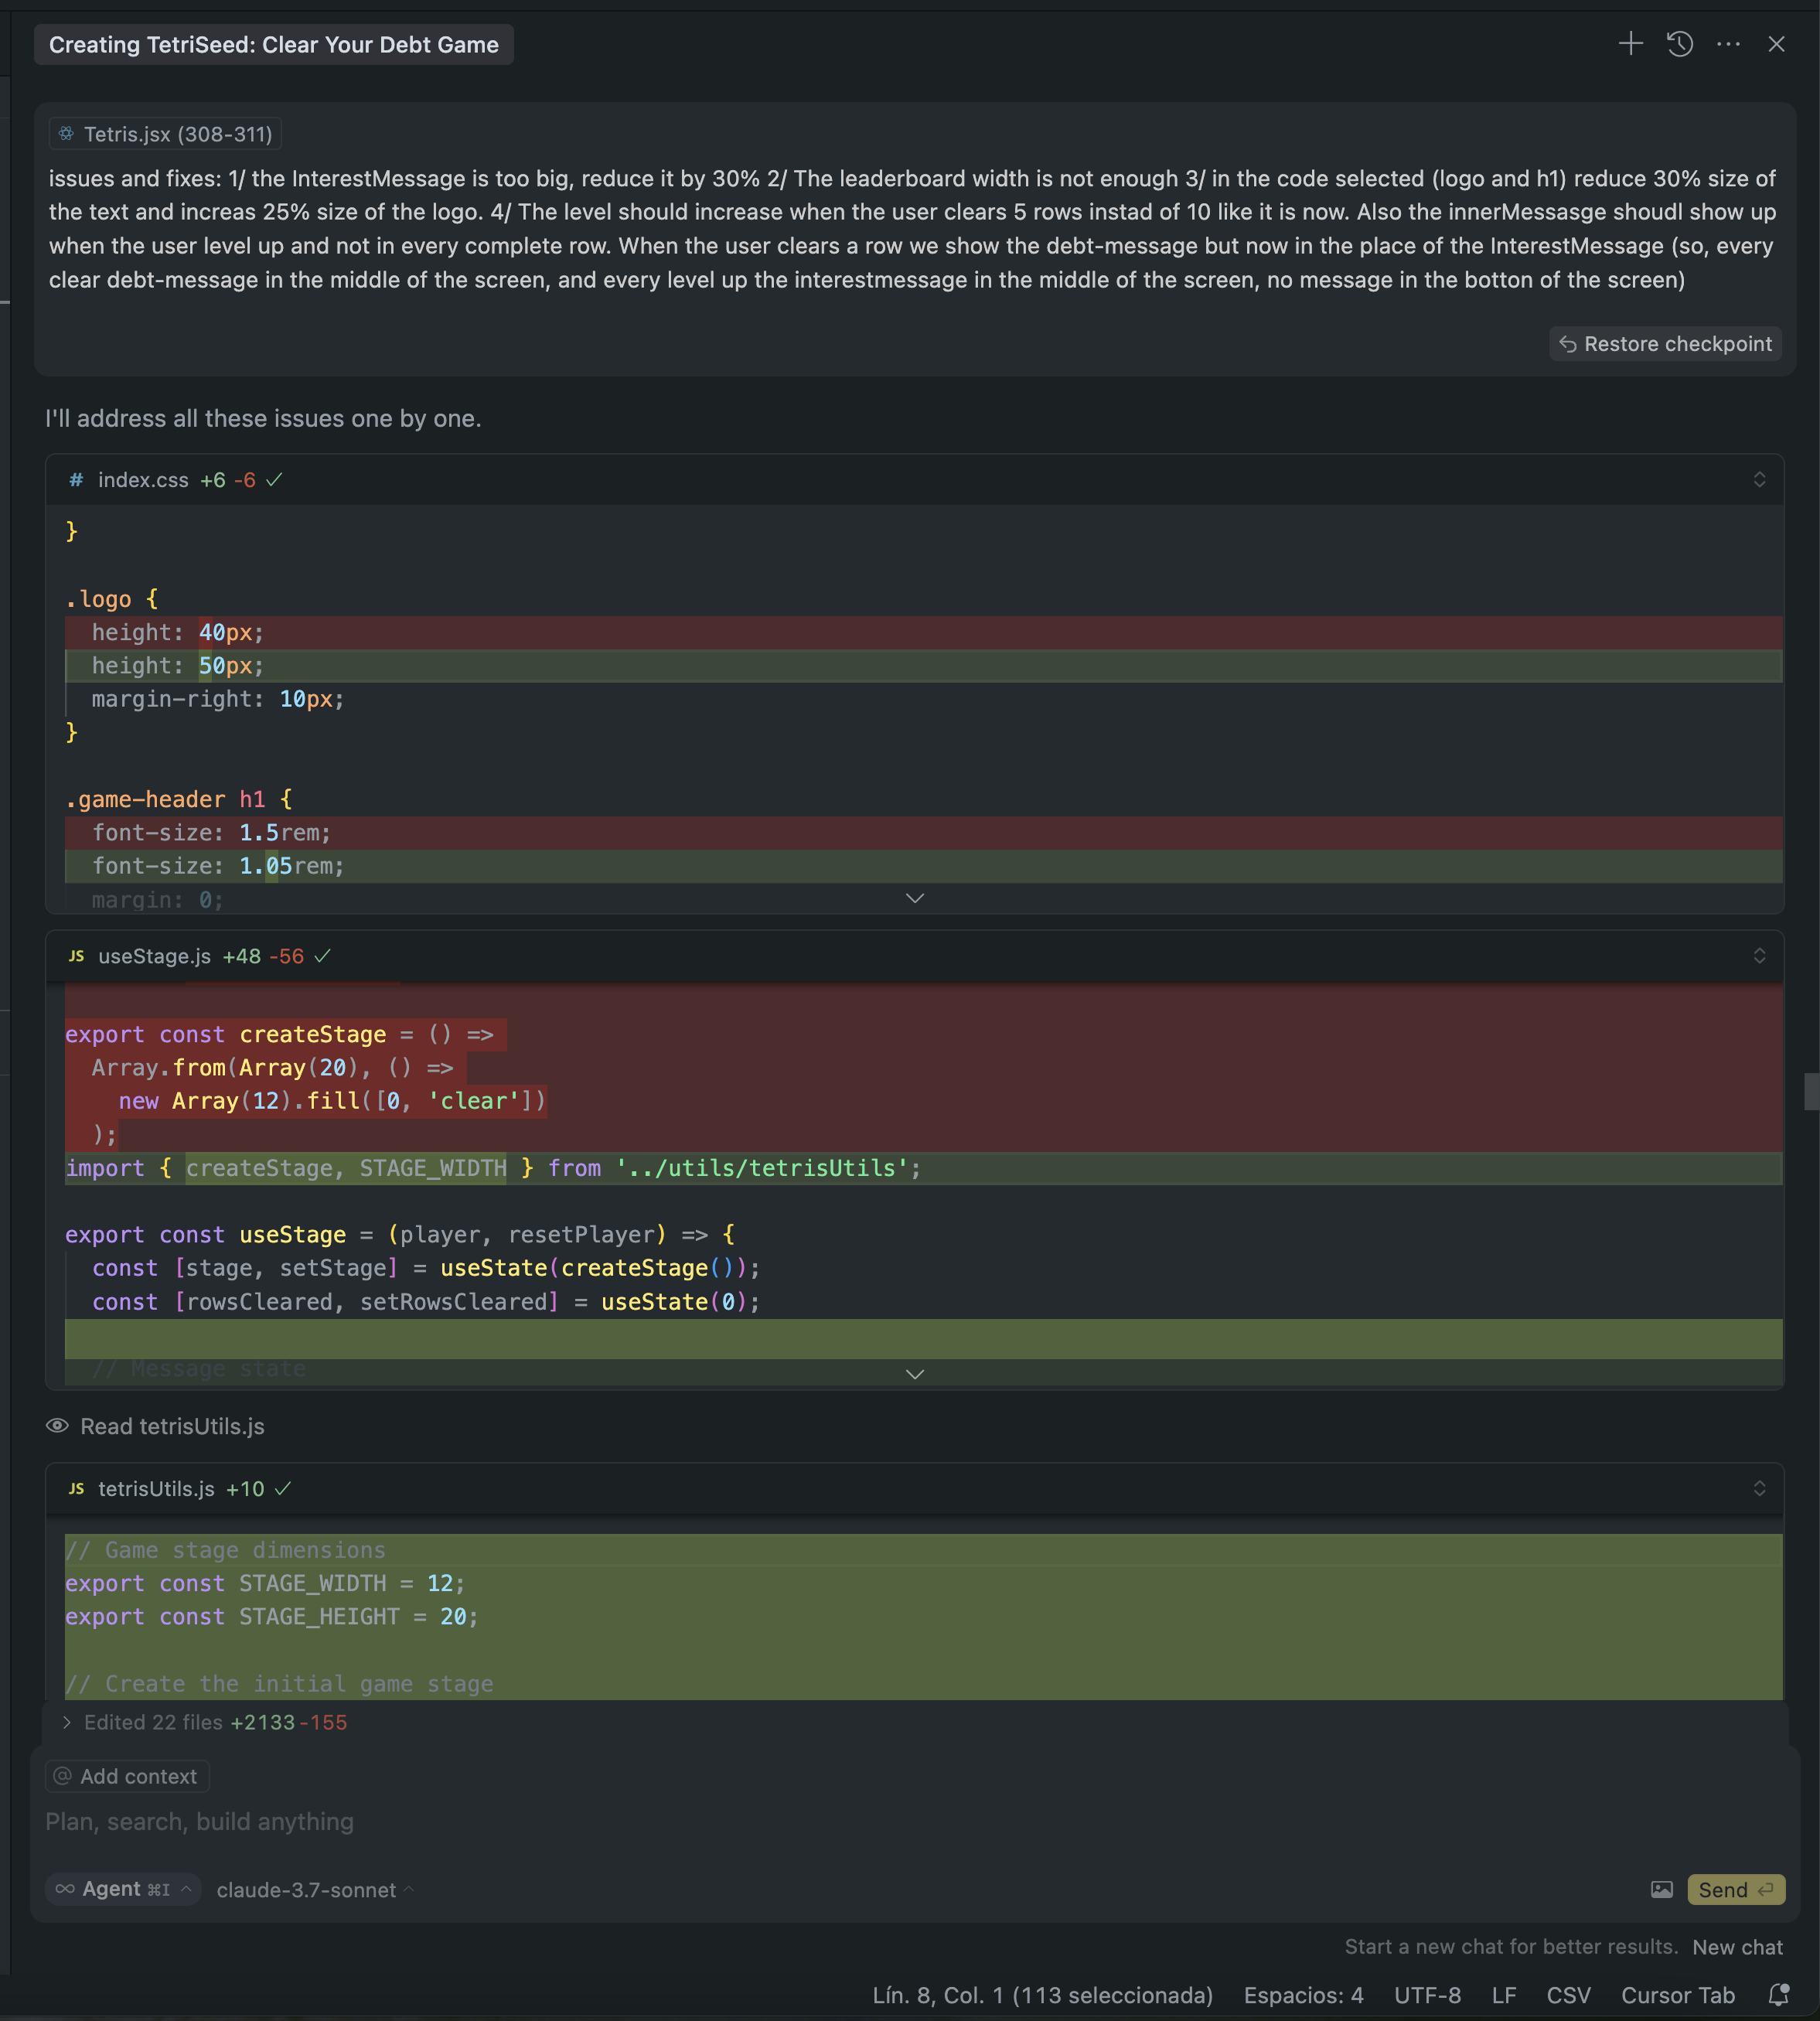 Creating TetriSeed: Clear Your Debt Game
Tetris.jsx (308-311)
issues and fixes: 1/ the InterestMessage is too big, reduce it by 30% 2/ The leaderboard width is not enough 3/ in the code selected (logo and h1) reduce 30% size of
the text and increas 25% size of the logo. 4/ The level should increase when the user clears 5 rows instad of 10 like it is now. Also the innerMessasge shoudl show up
when the user level up and not in every complete row. When the user clears a row we show the debt-message but now in the place of the InterestMessage (so, every
clear debt-message in the middle of the screen, and every level up the interestmessage in the middle of the screen, no message in the botton of the screen)
Restore checkpoint
I'll address all these issues one by one.
# index.css +6 -6
}
.logo {
height: 40px;
height: 50px;
margin-right: 10px;
}
.game-header h1 {
font-size: 1.5rem;
font-size: 1.05rem;
margin: 0;
JS useStage.js +48 -56
export const createStage = () =>
Array.from(Array(20), () =>
new Array(12).fill([0, 'clear'])
);
import { createStage, STAGE_WIDTH } from '../utils/tetrisUtils';
export const useStage = (player, resetPlayer) => {
const [stage, setStage] = useState(createStage());
const [rowsCleared, setRowsCleared] = useState(0);
// Message state
Read tetrisUtils.js
JS tetrisUtils.js +10
// Game stage dimensions
export const STAGE_WIDTH = 12;
export const STAGE_HEIGHT = 20;
// Create the initial game stage
Edited 22 files +2133 -155
@ Add context
Plan, search, build anything
Agent ⌘I claude-3.7-sonnet
Send
Start a new chat for better results. New chat
Lín. 8, Col. 1 (113 seleccionada) Espacios: 4 UTF-8 LF CSV Cursor Tab